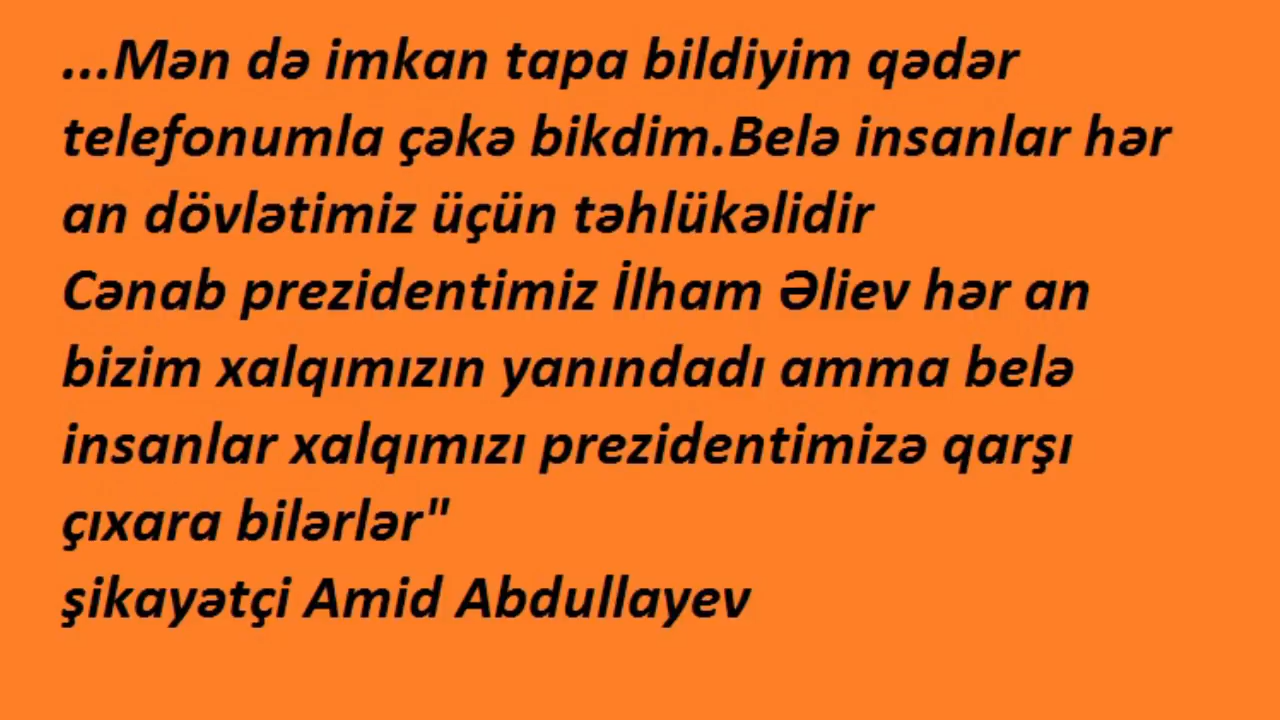 ...Mən də imkan tapa bildiyim qədər
telefonumla çəkə bikdim.Belə insanlar hər
an dövlətimiz üçün təhlükəlidir
Cənab prezidentimiz İlham Əliev hər an
bizim xalqımızın yanındadı amma belə
insanlar xalqımızı prezidentimizə qarşı
çıxara bilərlər"
şikayətçi Amid Abdullayev